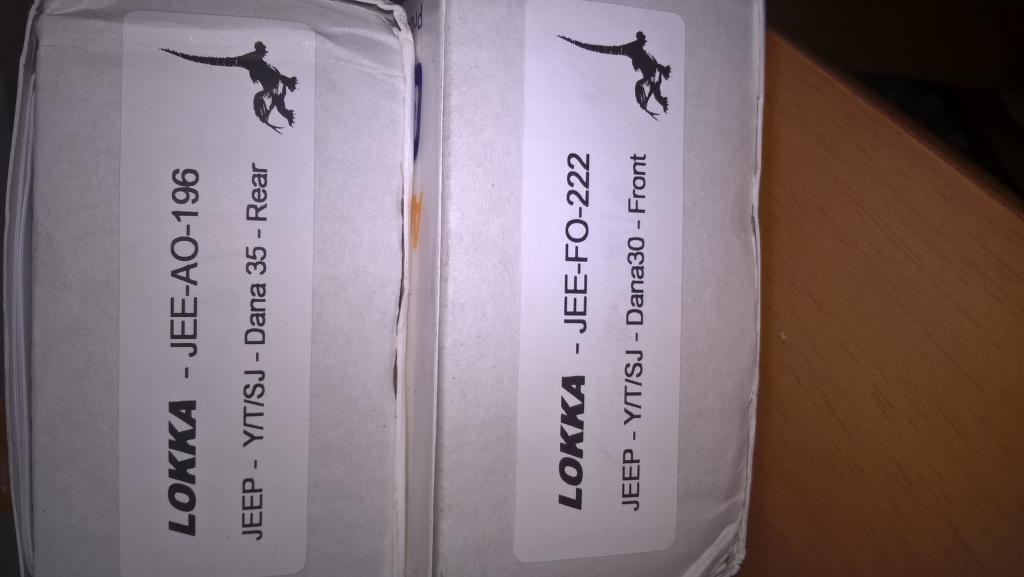 LOKKA - JEE-AO-196
JEEP - Y/T/SJ - Dana 35 - Rear
LOKKA - JEE-FO-222
JEEP - Y/T/SJ - Dana30 - Front